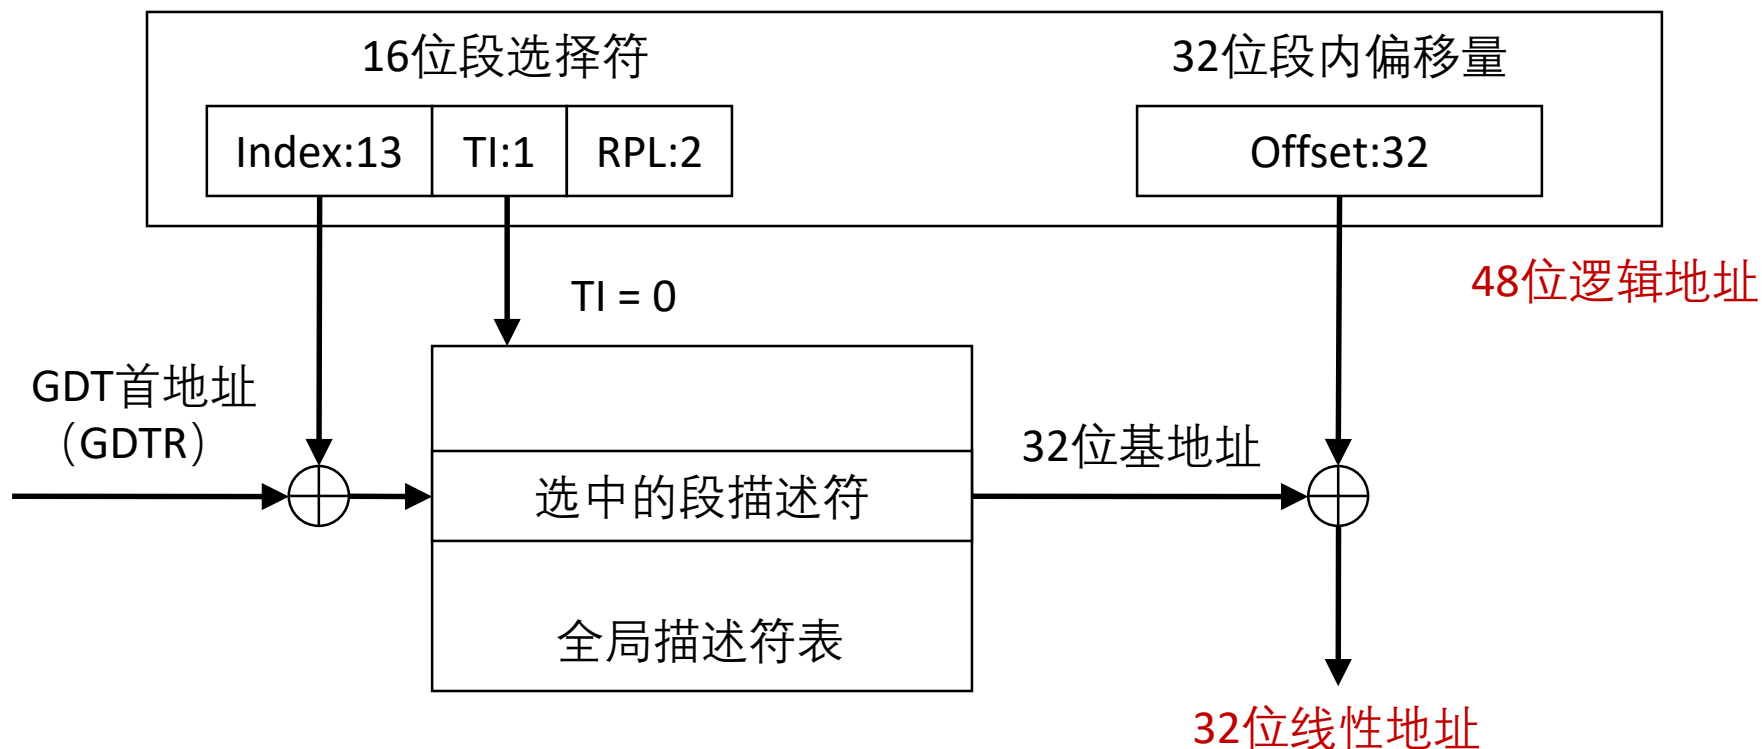 16位段选择符
32位段内偏移量
Index:13
TI:1
RPL:2
Offset:32
48位逻辑地址
TI = 0
GDT首地址
（GDTR）
32位基地址
选中的段描述符
全局描述符表
32位线性地址